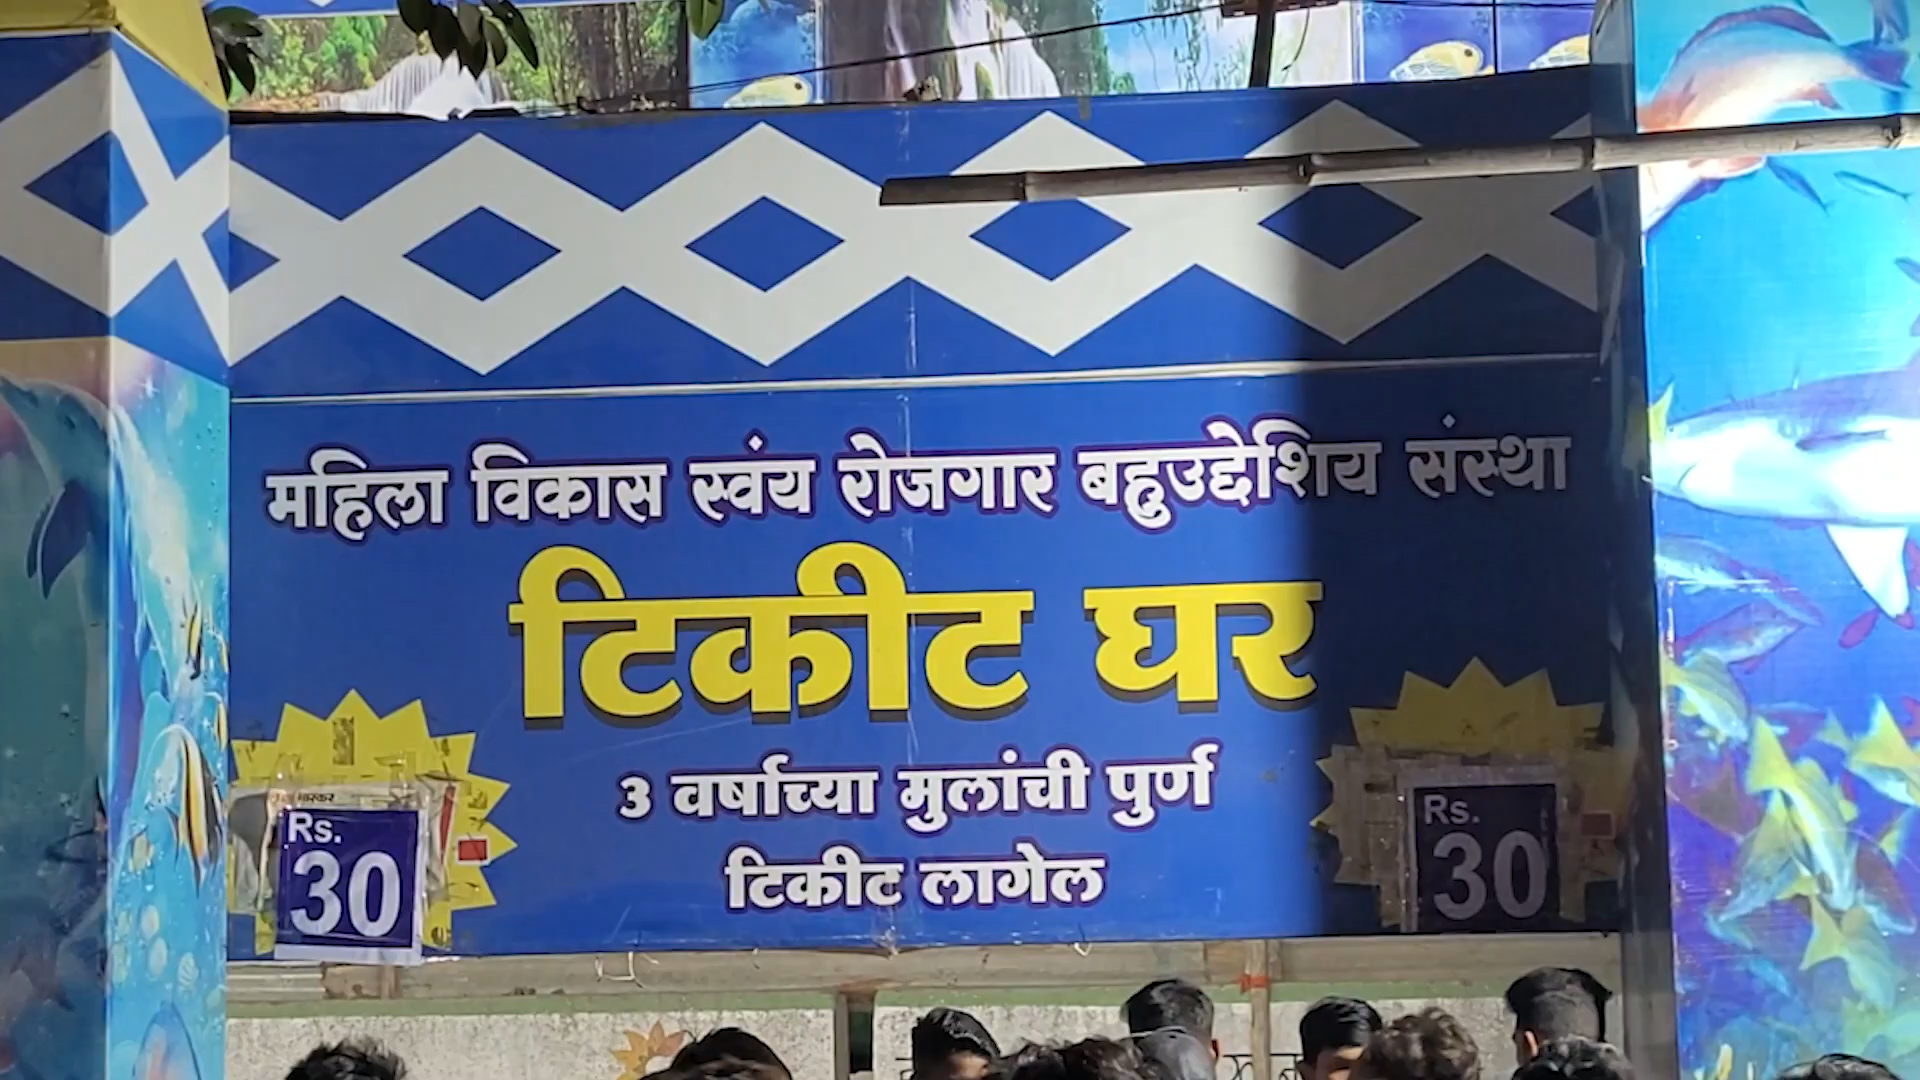 महिला विकास स्वंय रोजगार बहुउद्देशिय संस्था
टिकीट घर
3 वर्षाच्या मुलांची पुर्ण
टिकीट लागेल
Rs.
30
Rs.
30